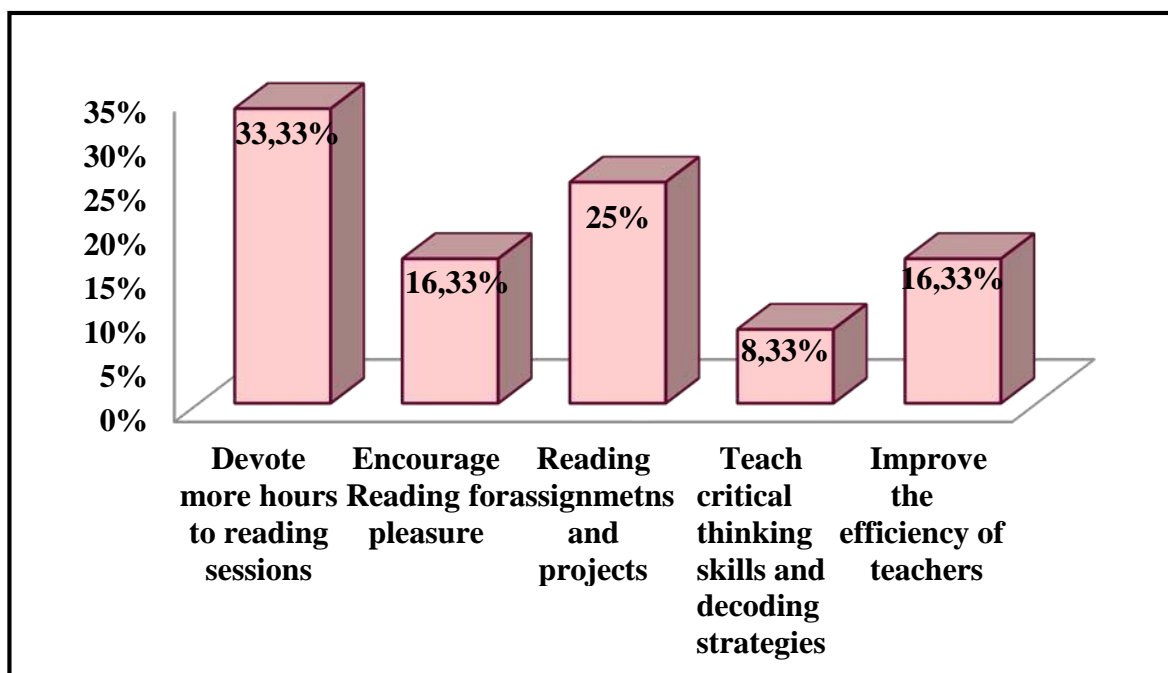 35%
30%
25%
20%
15%
10%
5%
0%
33,33%
16,33%
25%
8,33%
16,33%
Devote
more hours
to reading
sessions
Encourage
Reading for
pleasure
Reading
assignmetns
and
projects
Teach
critical
thinking
skills and
decoding
strategies
Improve
the
efficiency of
teachers